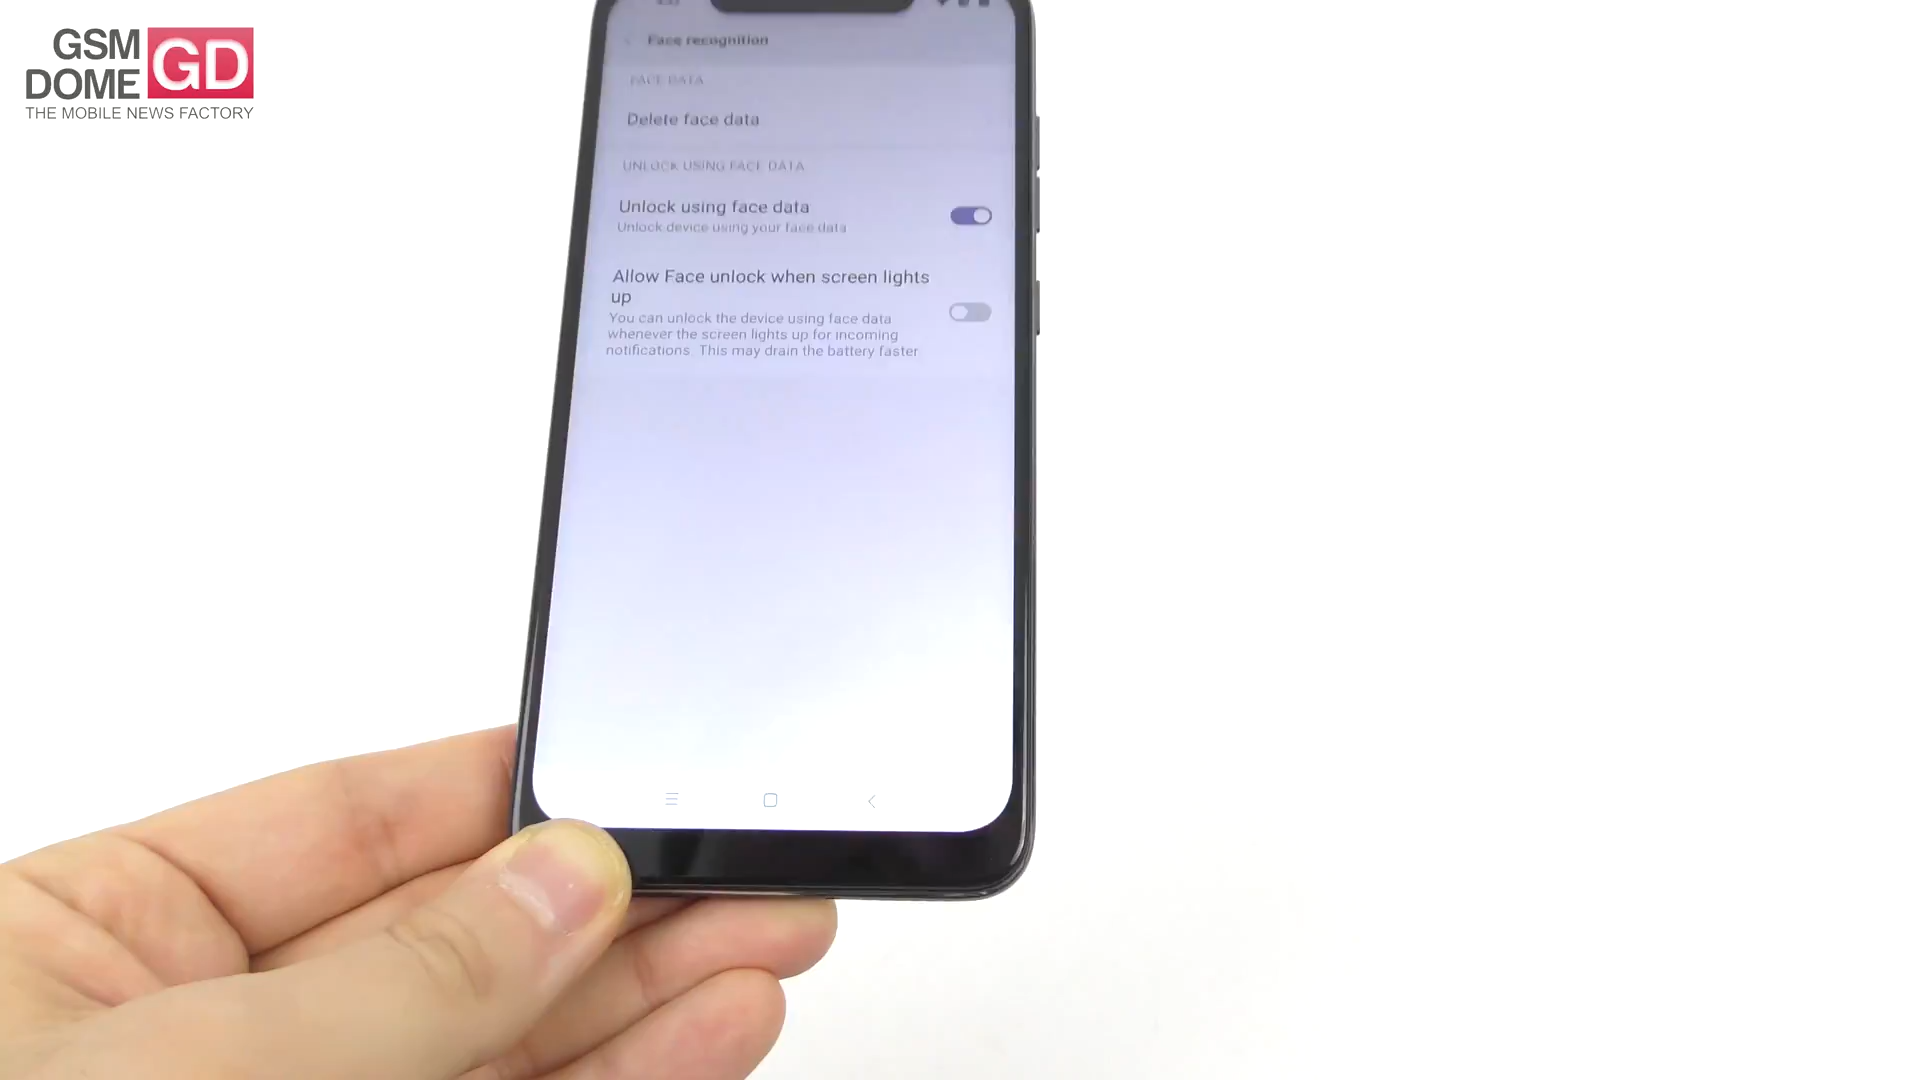 GSM
DOME
GD
THE MOBILE NEWS FACTORY
Face recognition
FACE DATA
Delete face data
UNLOCK USING FACE DATA
Unlock using face data
Unlock device using your face data
Allow Face unlock when screen lights
up
You can unlock the device using face data
whenever the screen lights up for incoming
notifications. This may drain the battery faster.